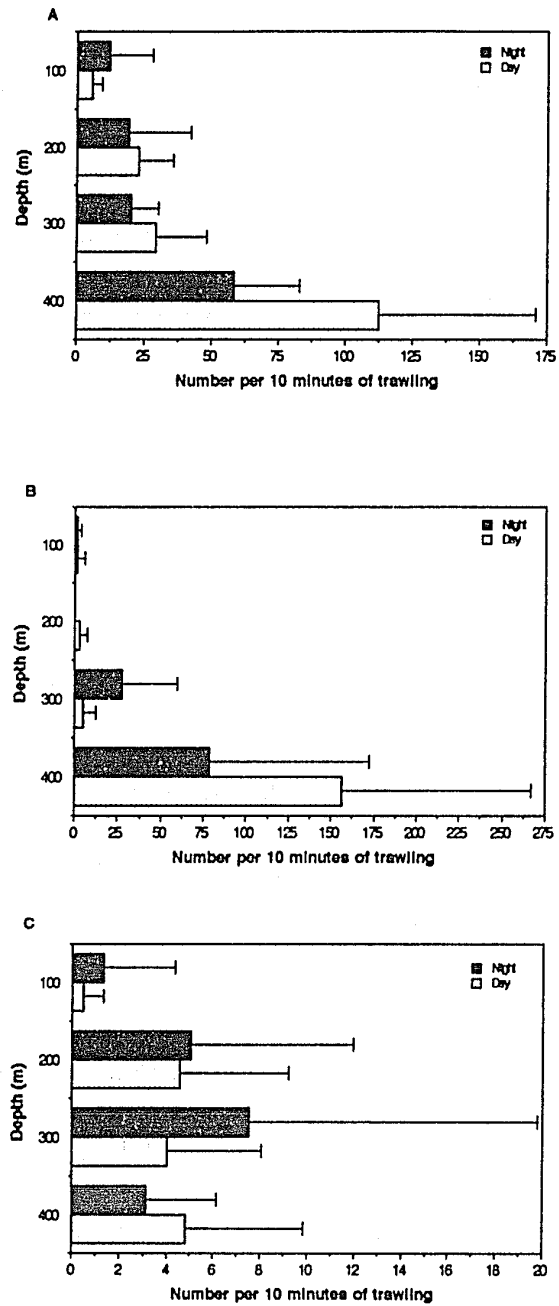 A
Night
Day
100
200
300
400
Depth (m)
0 25 50 75 100 125 150 175
Number per 10 minutes of trawling
B
Night
Day
100
200
300
400
Depth (m)
0 25 50 75 100 125 150 175 200 225 250 275
Number per 10 minutes of trawling
C
Night
Day
100
200
300
400
Depth (m)
0 2 4 6 8 10 12 14 16 18 20
Number per 10 minutes of trawling